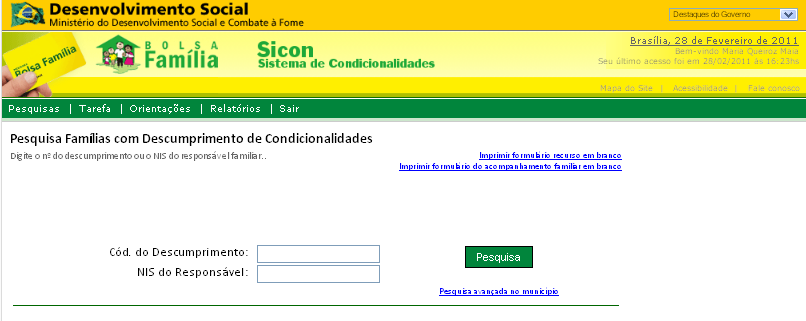 Desenvolvimento Social
Ministério do Desenvolvimento Social e Combate à Fome
Destaques do Governo
Bolsa Família
BOLSA
Família
Sicon
Sistema de Condicionalidades
Brasília, 28 de Fevereiro de 2011
Bem-vindo Maria Queiroz Maia
Seu último acesso foi em 28/02/2011 às 16:23hs
Mapa do Site | Acessibilidade | Fale conosco
Pesquisas | Tarefa | Orientações | Relatórios | Sair
Pesquisa Famílias com Descumprimento de Condicionalidades
Digite o nº do descumprimento ou o NIS do responsável familiar..
Imprimir formulário recurso em branco
Imprimir formulário do acompanhamento familiar em branco
Cód. do Descumprimento:
NIS do Responsável:
Pesquisa
Pesquisa avançada no município